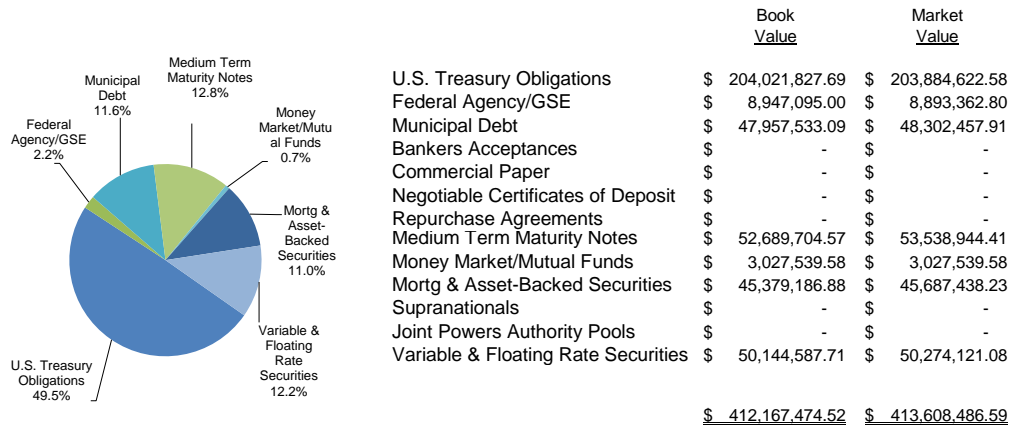 Book Market
Value Value
Medium Term
Maturity Notes
12.8%
Municipal
Debt
11.6%
Money
Market/Mutu
al Funds
0.7%
Federal
Agency/GSE
2.2%
Mortg &
Asset-
Backed
Securities
11.0%
Variable &
Floating
Rate
Securities
12.2%
U.S. Treasury
Obligations
49.5%
U.S. Treasury Obligations $ 204,021,827.69 $ 203,884,622.58
Federal Agency/GSE $ 8,947,095.00 $ 8,893,362.80
Municipal Debt $ 47,957,533.09 $ 48,302,457.91
Bankers Acceptances $ - $ -
Commercial Paper $ - $ -
Negotiable Certificates of Deposit $ - $ -
Repurchase Agreements $ - $ -
Medium Term Maturity Notes $ 52,689,704.57 $ 53,538,944.41
Money Market/Mutual Funds $ 3,027,539.58 $ 3,027,539.58
Mortg & Asset-Backed Securities $ 45,379,186.88 $ 45,687,438.23
Supranationals $ - $ -
Joint Powers Authority Pools $ - $ -
Variable & Floating Rate Securities $ 50,144,587.71 $ 50,274,121.08
$ 412,167,474.52 $ 413,608,486.59